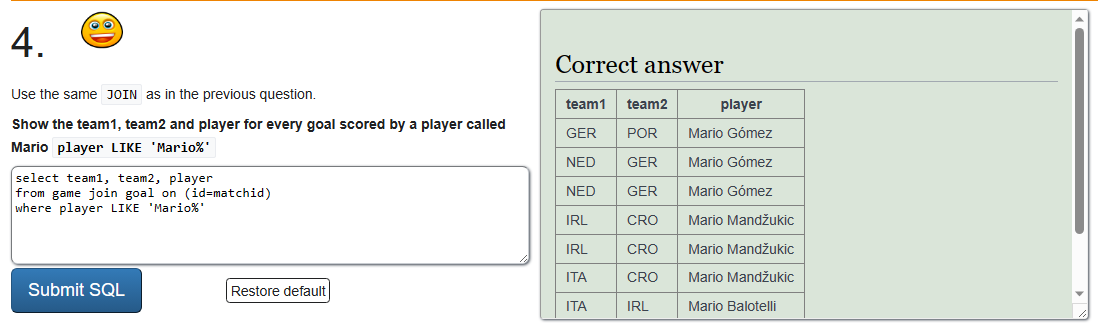 4.
Use the same JOIN as in the previous question.
Show the team1, team2 and player for every goal scored by a player called
Mario player LIKE 'Mario%'
select team1, team2, player
from game join goal on (id=matchid)
where player LIKE 'Mario%'
Submit SQL
Restore default
Correct answer
team1 team2 player
GER POR Mario Gómez
NED GER Mario Gómez
NED GER Mario Gómez
IRL CRO Mario Mandžukic
IRL CRO Mario Mandžukic
ITA CRO Mario Mandžukic
ITA IRL Mario Balotelli